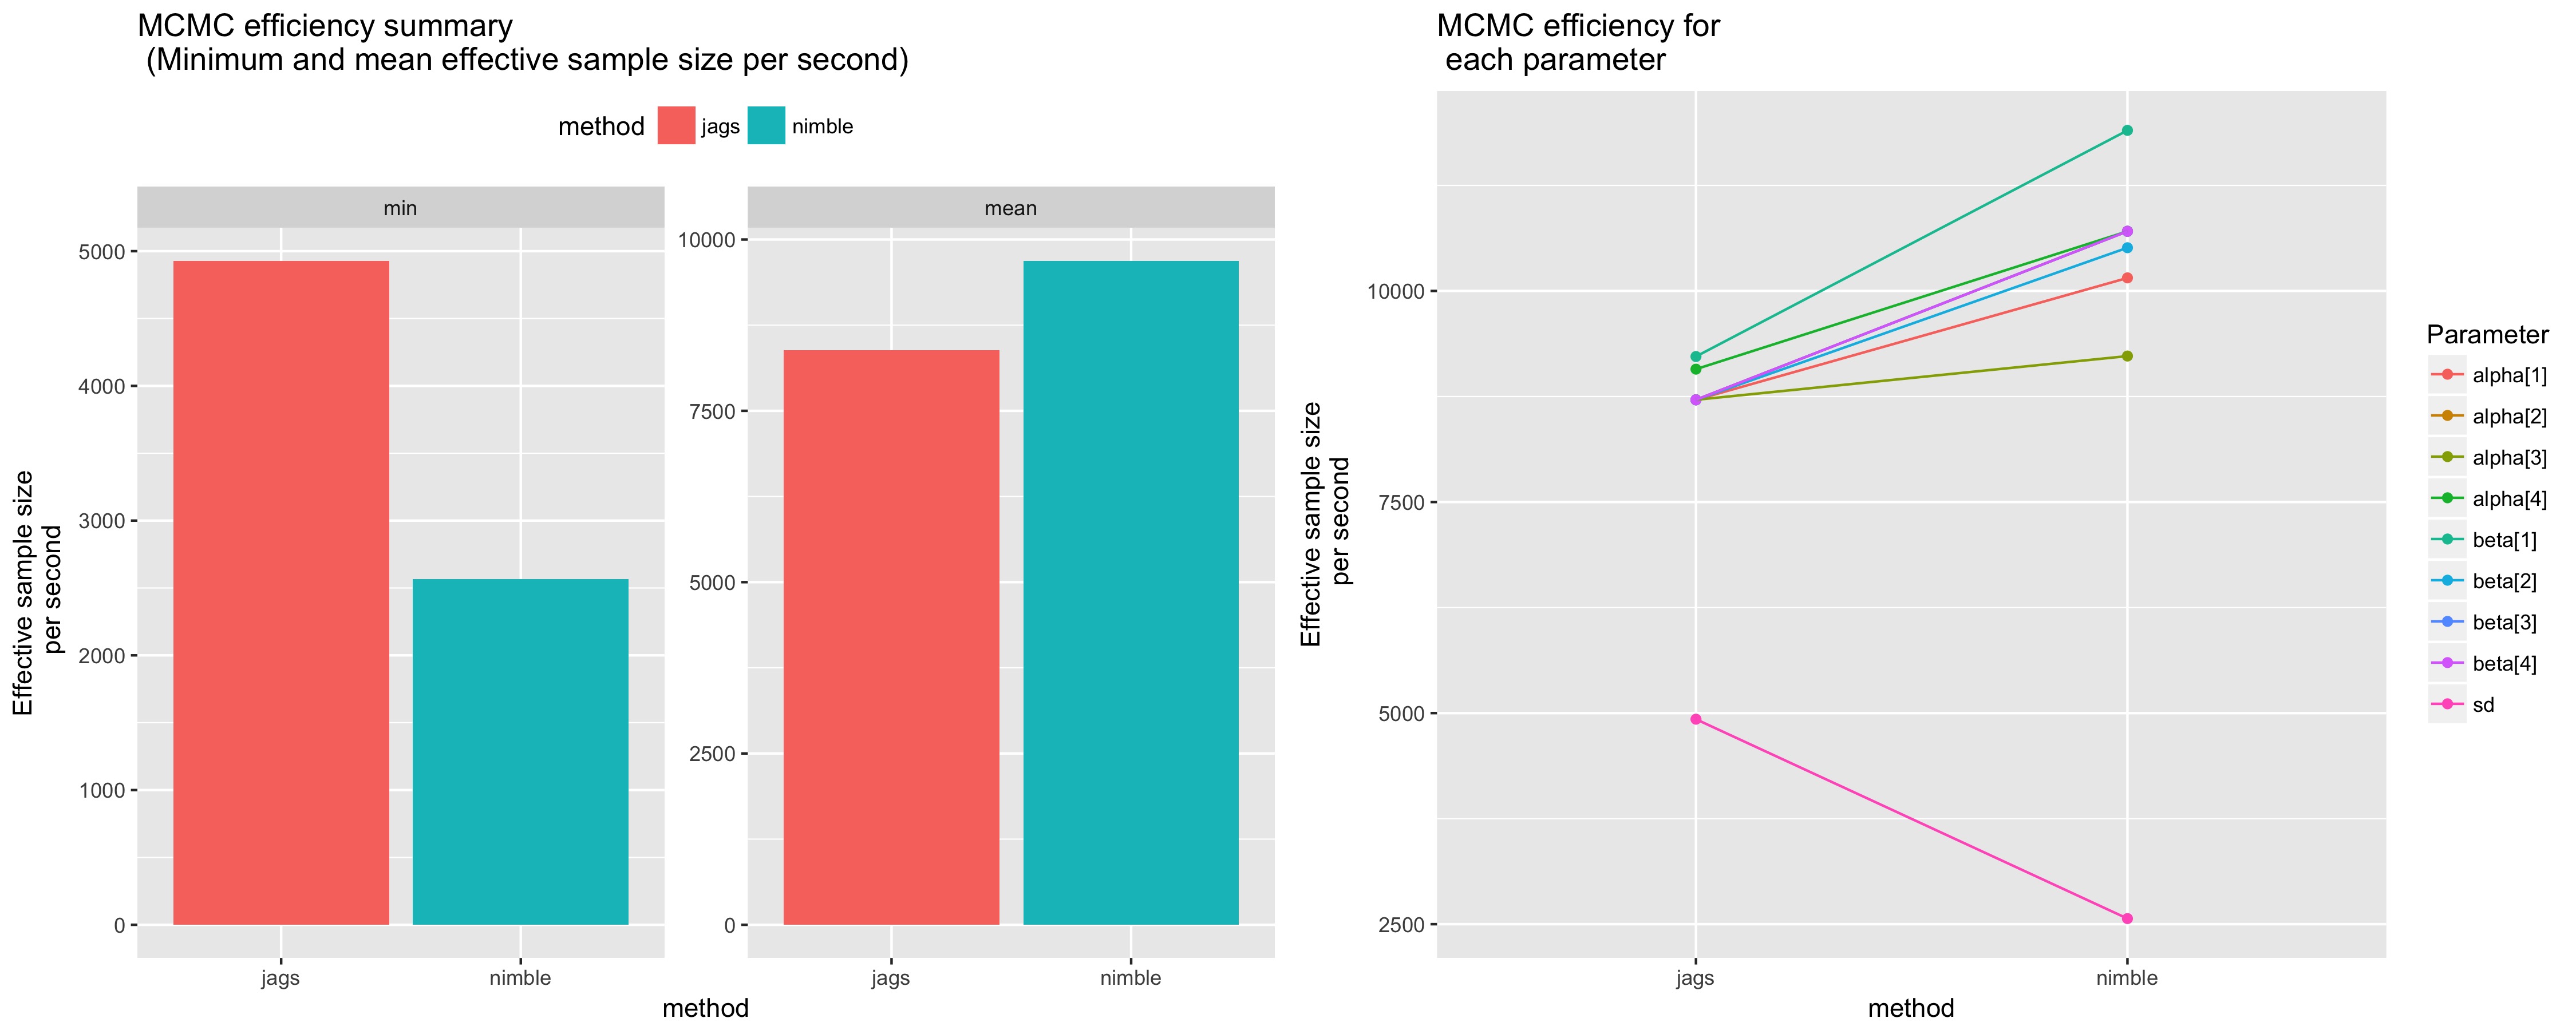 MCMC efficiency summary
(Minimum and mean effective sample size per second)
method jags nimble
min
mean
Effective sample size
per second
5000
4000
3000
2000
1000
0
10000
7500
5000
2500
0
jags
nimble
jags
nimble
method
MCMC efficiency for
each parameter
Effective sample size
per second
10000
7500
5000
2500
jags
nimble
method
Parameter
alpha[1]
alpha[2]
alpha[3]
alpha[4]
beta[1]
beta[2]
beta[3]
beta[4]
sd